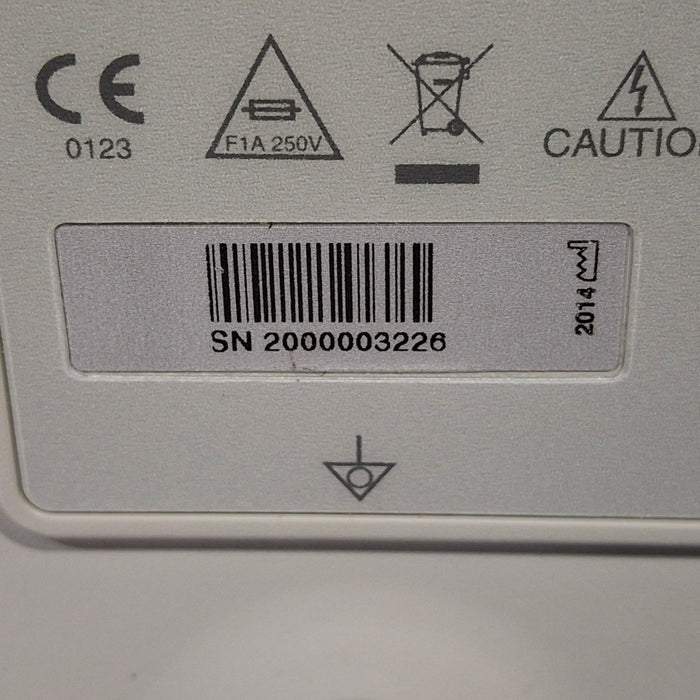 CE
0123
F1A 250V
CAUTIO
SN 2000003226
2014